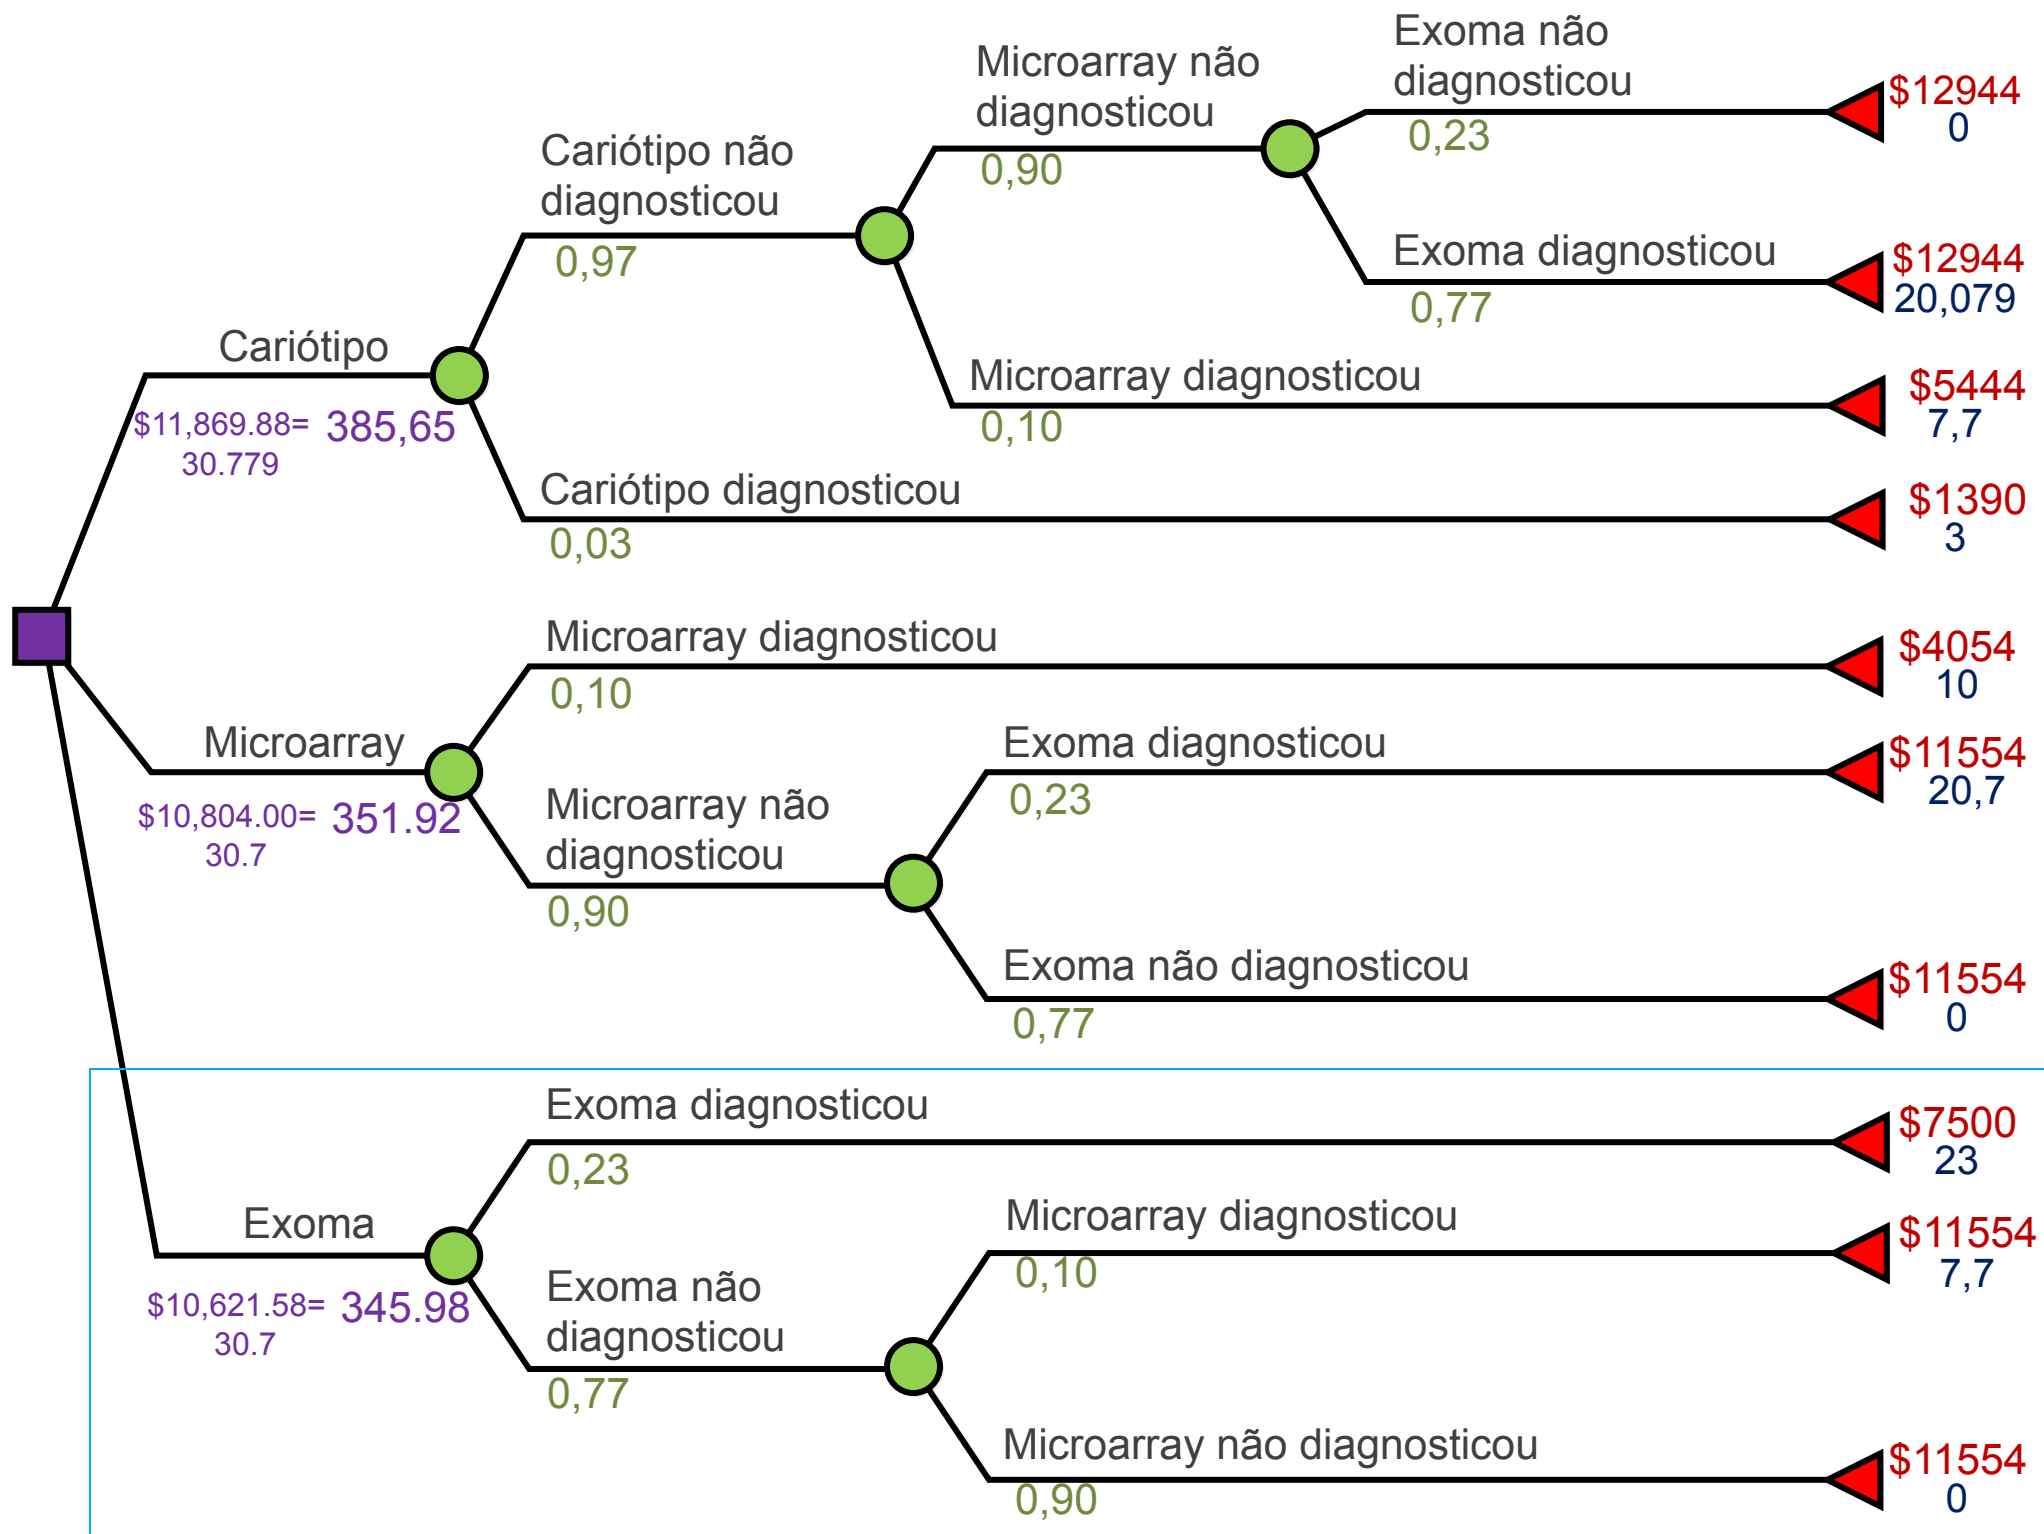 Exoma não
diagnosticou
0,23
$12944
0
Microarray não
diagnosticou
0,90
Cariótipo não
diagnosticou
0,97
Exoma diagnosticou
0,77
$12944
20,079
Cariótipo
$11,869.88= 385,65
30.779
Microarray diagnosticou
0,10
$5444
7,7
Cariótipo diagnosticou
0,03
$1390
3
Microarray diagnosticou
0,10
$4054
10
Microarray
$10,804.00= 351.92
30.7
Exoma diagnosticou
0,23
$11554
20,7
Microarray não
diagnosticou
0,90
Exoma não diagnosticou
0,77
$11554
0
Exoma diagnosticou
0,23
$7500
23
Exoma
$10,621.58= 345.98
30.7
Microarray diagnosticou
0,10
$11554
7,7
Exoma não
diagnosticou
0,77
Microarray não diagnosticou
0,90
$11554
0